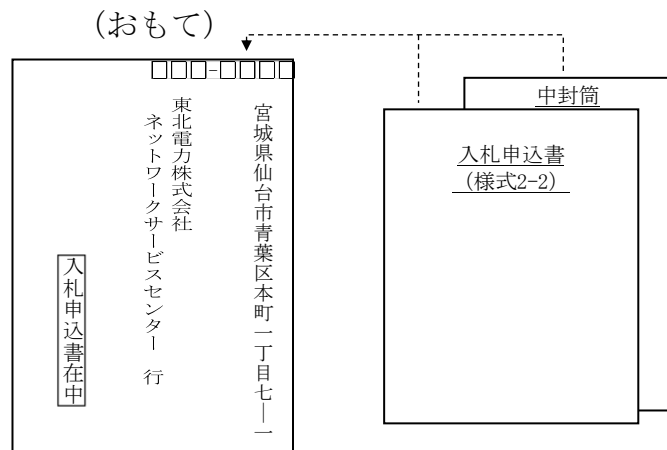 (おもて)
□□□-□□□□
宮城県仙台市青葉区本町一丁目七―一
東北電力株式会社
ネットワークサービスセンター 行
入札申込書在中
中封筒
入札申込書
(様式2-2)